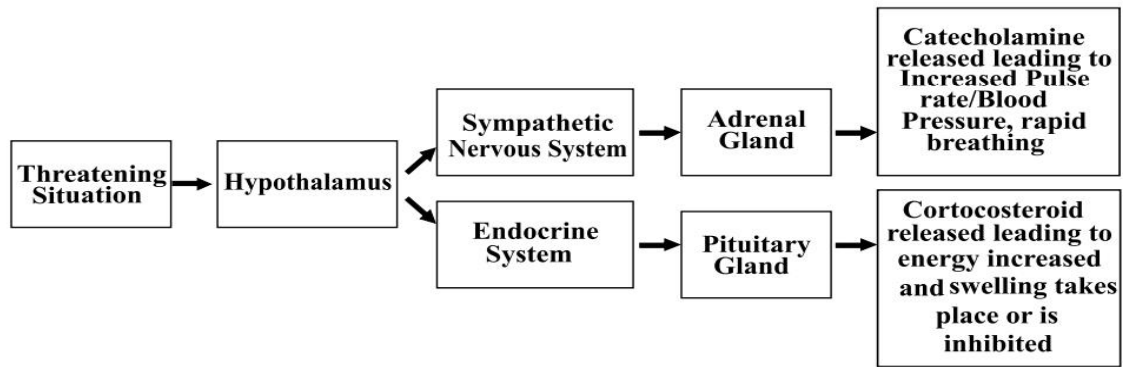 Threatening
Situation
Hypothalamus
Sympathetic
Nervous System
Adrenal
Gland
Catecholamine
released leading to
Increased Pulse
rate/Blood
Pressure, rapid
breathing
Endocrine
System
Pituitary
Gland
Cortocosteroid
released leading to
energy increased
and swelling takes
place or is
inhibited